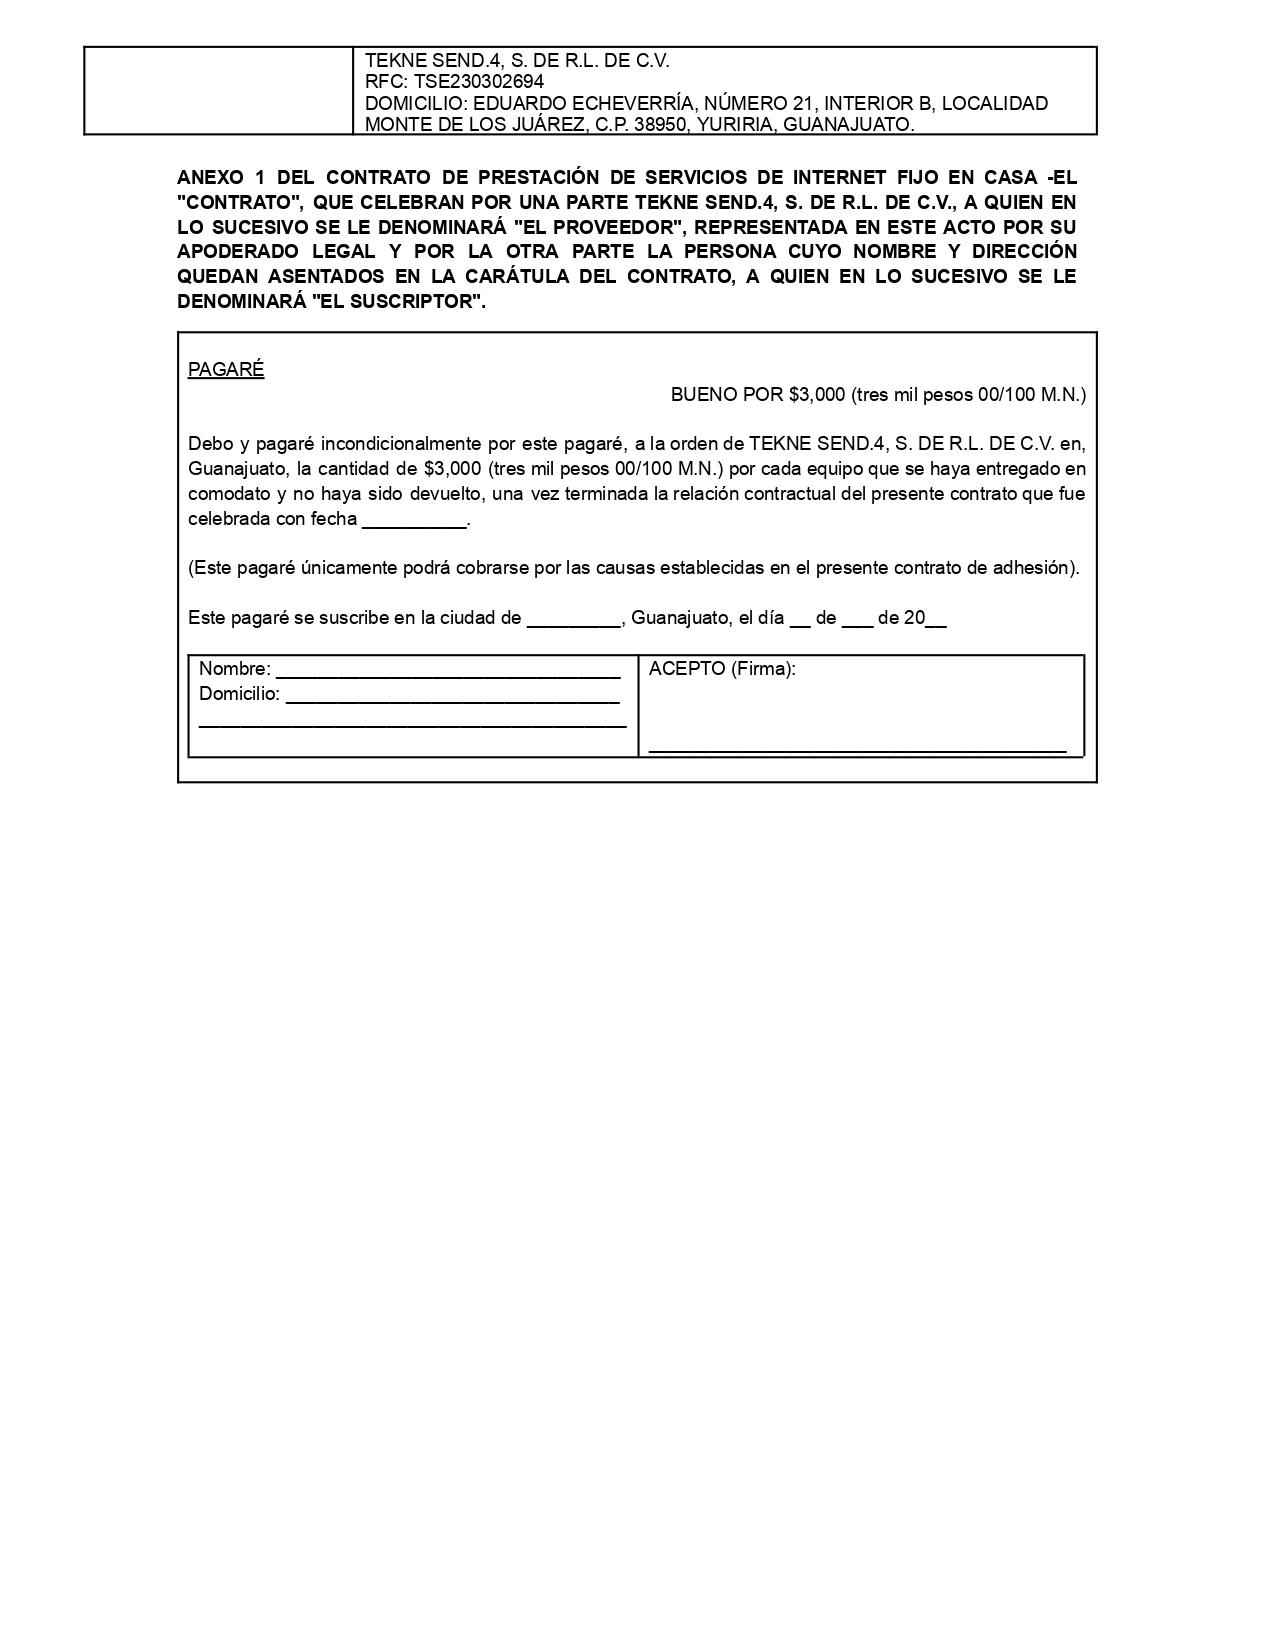 TEKNE SEND.4, S. DE R.L. DE C.V.
RFC: TSE230302694
DOMICILIO: EDUARDO ECHEVERRÍA, NÚMERO 21, INTERIOR B, LOCALIDAD
MONTE DE LOS JUÁREZ, C.P. 38950, YURIRIA, GUANAJUATO.
ANEXO 1 DEL CONTRATO DE PRESTACIÓN DE SERVICIOS DE INTERNET FIJO EN CASA -EL
"CONTRATO", QUE CELEBRAN POR UNA PARTE TEKNE SEND.4, S. DE R.L. DE C.V., A QUIEN EN
LO SUCESIVO SE LE DENOMINARÁ "EL PROVEEDOR", REPRESENTADA EN ESTE ACTO POR SU
APODERADO LEGAL Y POR LA OTRA PARTE LA PERSONA CUYO NOMBRE Y DIRECCIÓN
QUEDAN ASENTADOS EN LA CARÁTULA DEL CONTRATO, A QUIEN EN LO SUCESIVO SE LE
DENOMINARÁ "EL SUSCRIPTOR".
PAGARÉ
BUENO POR $3,000 (tres mil pesos 00/100 M.N.)
Debo y pagaré incondicionalmente por este pagaré, a la orden de TEKNE SEND.4, S. DE R.L. DE C.V. en,
Guanajuato, la cantidad de $3,000 (tres mil pesos 00/100 M.N.) por cada equipo que se haya entregado en
comodato y no haya sido devuelto, una vez terminada la relación contractual del presente contrato que fue
celebrada con fecha __________.
(Este pagaré únicamente podrá cobrarse por las causas establecidas en el presente contrato de adhesión).
Este pagaré se suscribe en la ciudad de _________, Guanajuato, el día __ de ___ de 20__
Nombre: _________________________________
Domicilio: ________________________________
_________________________________________
ACEPTO (Firma):
________________________________________